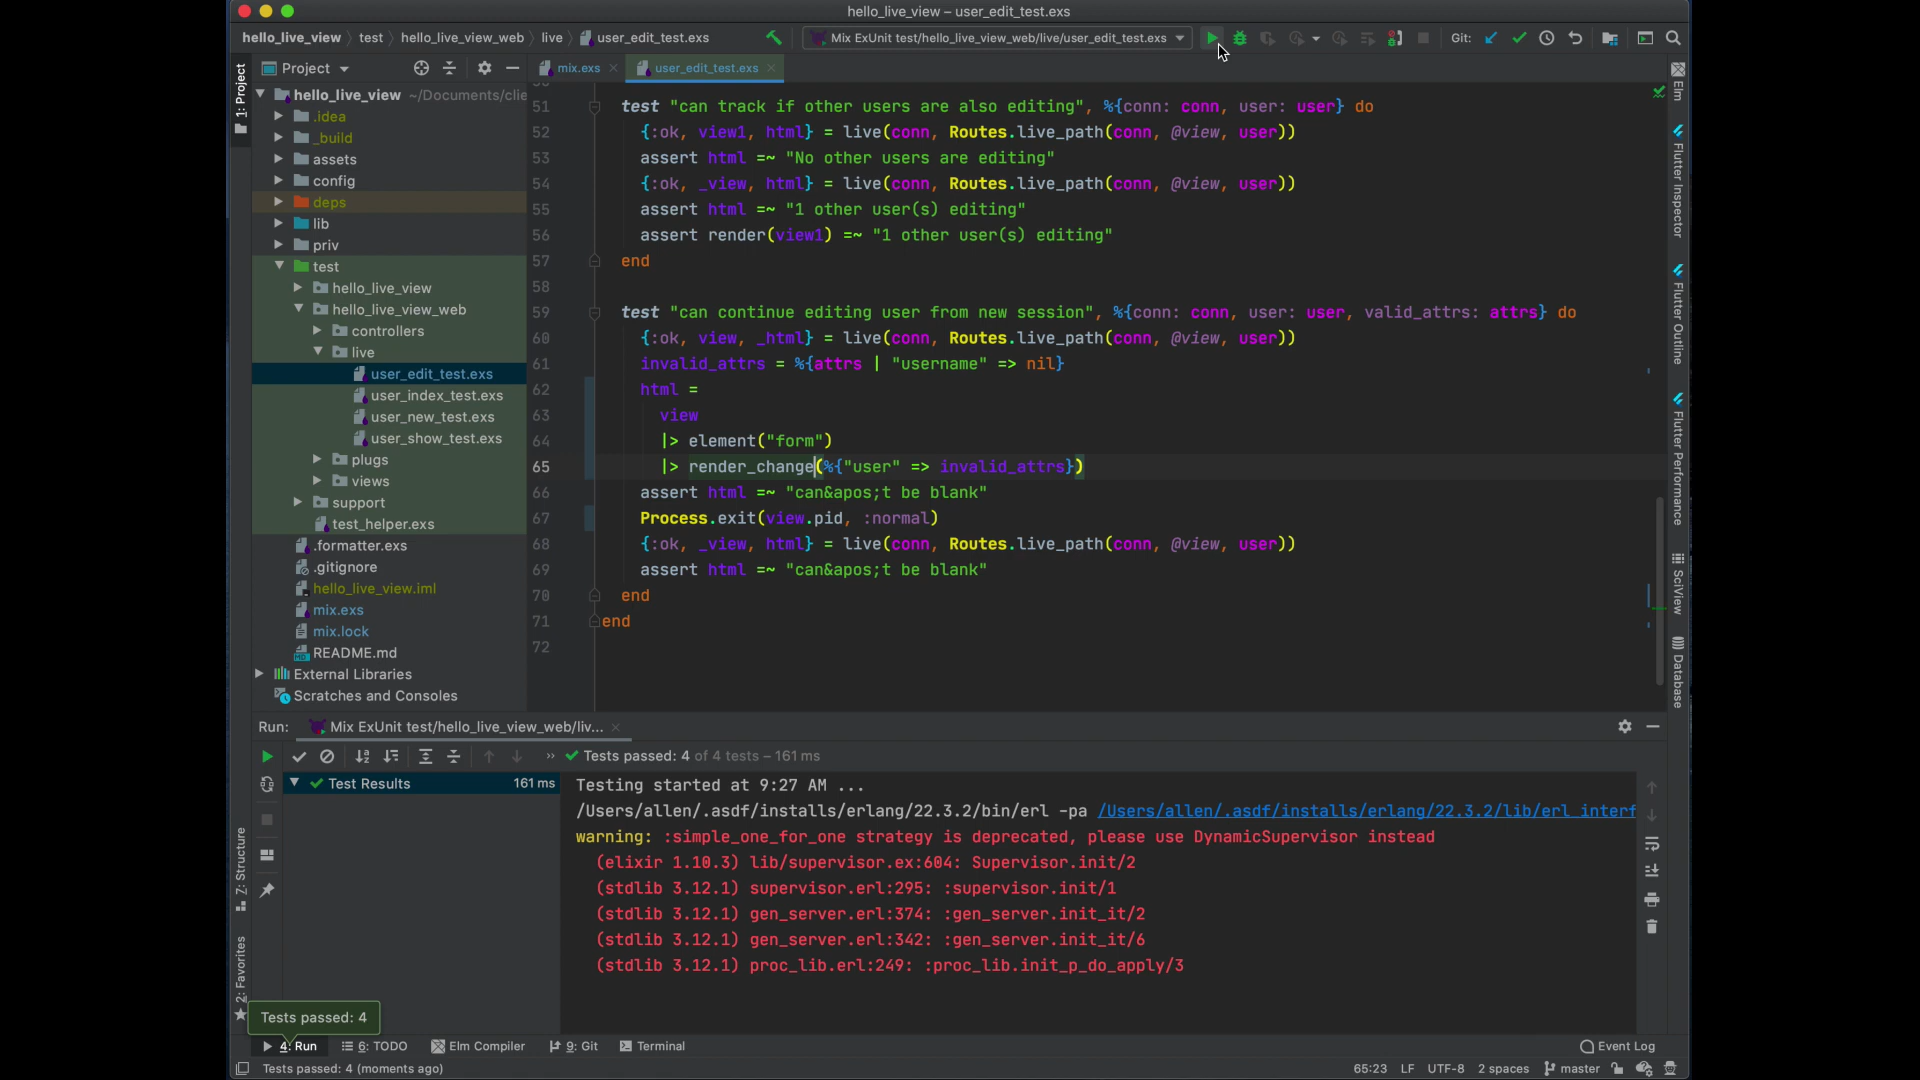 hello_live_view – user_edit_test.exs
hello_live_view test hello_live_view_web live user_edit_test.exs
Mix ExUnit test/hello_live_view_web/live/user_edit_test.exs
Git:
1: Project
Project
mix.exs
user_edit_test.exs
hello_live_view ~/Documents/clie
.idea
_build
assets
config
deps
lib
priv
test
hello_live_view
hello_live_view_web
controllers
live
user_edit_test.exs
user_index_test.exs
user_new_test.exs
user_show_test.exs
plugs
views
support
test_helper.exs
.formatter.exs
.gitignore
hello_live_view.iml
mix.exs
mix.lock
README.md
External Libraries
Scratches and Consoles
51 test "can track if other users are also editing", %{conn: conn, user: user} do
52 {:ok, view1, html} = live(conn, Routes.live_path(conn, @view, user))
53 assert html =~ "No other users are editing"
54 {:ok, _view, html} = live(conn, Routes.live_path(conn, @view, user))
55 assert html =~ "1 other user(s) editing"
56 assert render(view1) =~ "1 other user(s) editing"
57 end
58
59 test "can continue editing user from new session", %{conn: conn, user: user, valid_attrs: attrs} do
60 {:ok, view, _html} = live(conn, Routes.live_path(conn, @view, user))
61 invalid_attrs = %{attrs | "username" => nil}
62 html =
63 view
64 |> element("form")
65 |> render_change(%{"user" => invalid_attrs})
66 assert html =~ "can&apos;t be blank"
67 Process.exit(view.pid, :normal)
68 {:ok, _view, html} = live(conn, Routes.live_path(conn, @view, user))
69 assert html =~ "can&apos;t be blank"
70 end
71 end
72
Elm
Flutter Inspector
Flutter Outline
Flutter Performance
SciView
Database
Run: Mix ExUnit test/hello_live_view_web/liv...
» Tests passed: 4 of 4 tests – 161 ms
Test Results 161 ms
Testing started at 9:27 AM ...
/Users/allen/.asdf/installs/erlang/22.3.2/bin/erl -pa /Users/allen/.asdf/installs/erlang/22.3.2/lib/erl_interf
warning: :simple_one_for_one strategy is deprecated, please use DynamicSupervisor instead
(elixir 1.10.3) lib/supervisor.ex:604: Supervisor.init/2
(stdlib 3.12.1) supervisor.erl:295: :supervisor.init/1
(stdlib 3.12.1) gen_server.erl:374: :gen_server.init_it/2
(stdlib 3.12.1) gen_server.erl:342: :gen_server.init_it/6
(stdlib 3.12.1) proc_lib.erl:249: :proc_lib.init_p_do_apply/3
7: Structure
2: Favorites
Tests passed: 4
4: Run 6: TODO Elm Compiler 9: Git Terminal Event Log
Tests passed: 4 (moments ago) 65:23 LF UTF-8 2 spaces master